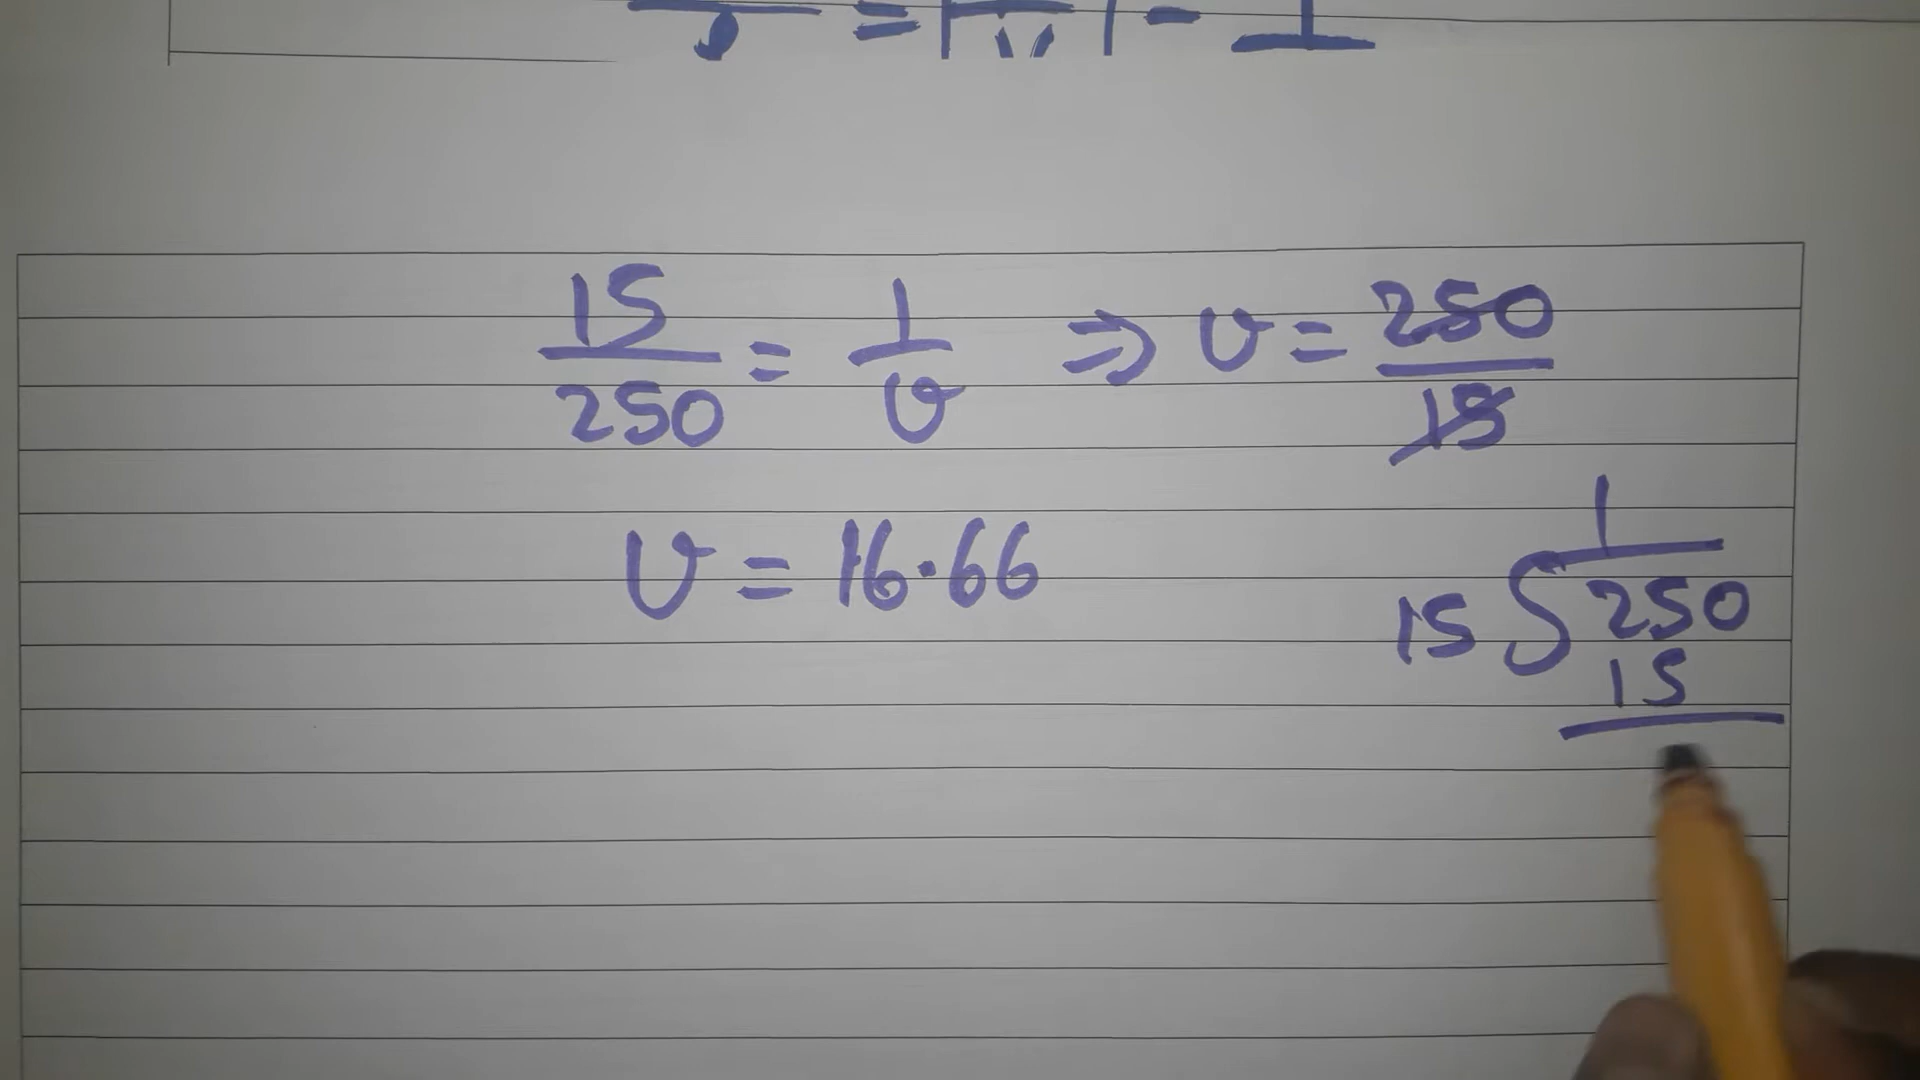 15/250 = 1/v ⇒ v = 250/15
v = 16.66
1
15 250
15